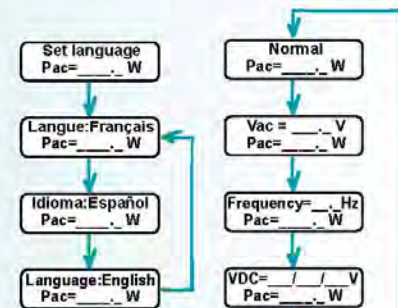 Set language
Pac=____._ W
Langue:Français
Pac=____._ W
Idioma:Español
Pac=____._ W
Language:English
Pac=____._ W
Normal
Pac=____._ W
Vac = ___._ V
Pac=____._ W
Frequency=__._Hz
Pac=____._ W
VDC=___/___/___V
Pac=____._ W